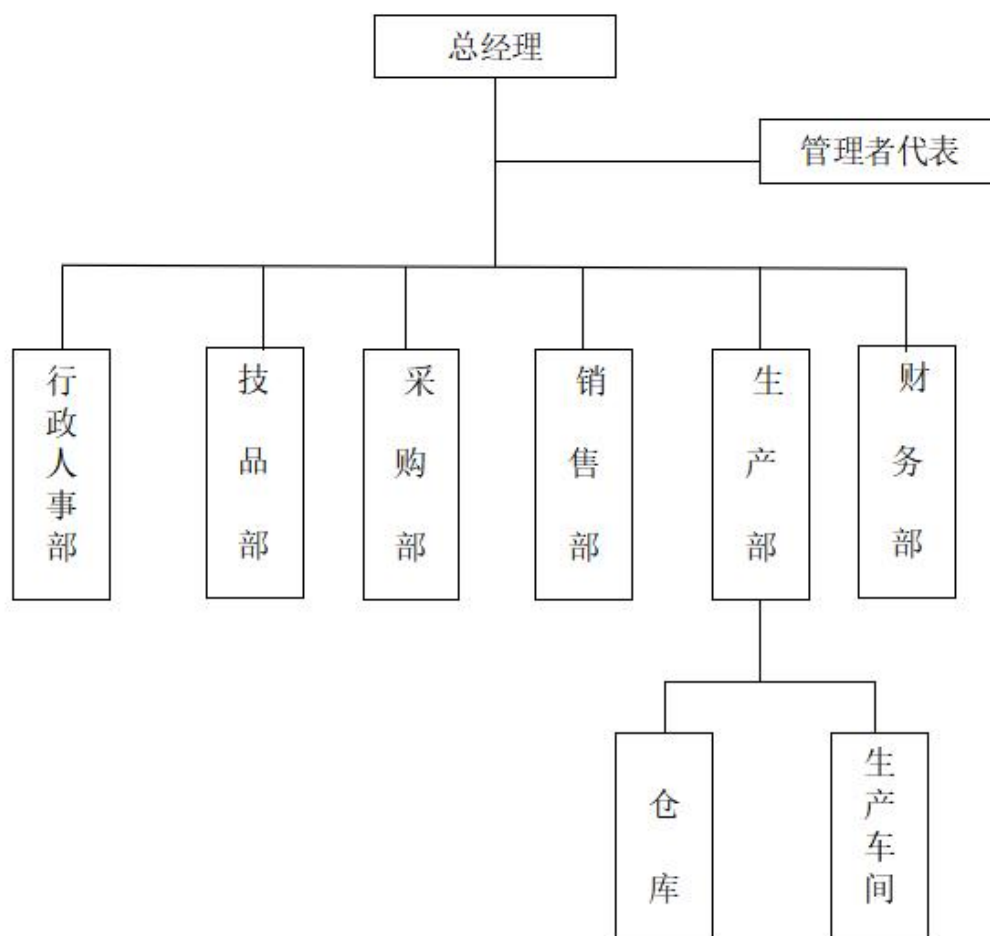 总经理
管理者代表
行政人事部
技品部
采购部
销售部
生产部
财务部
仓库
生产车间